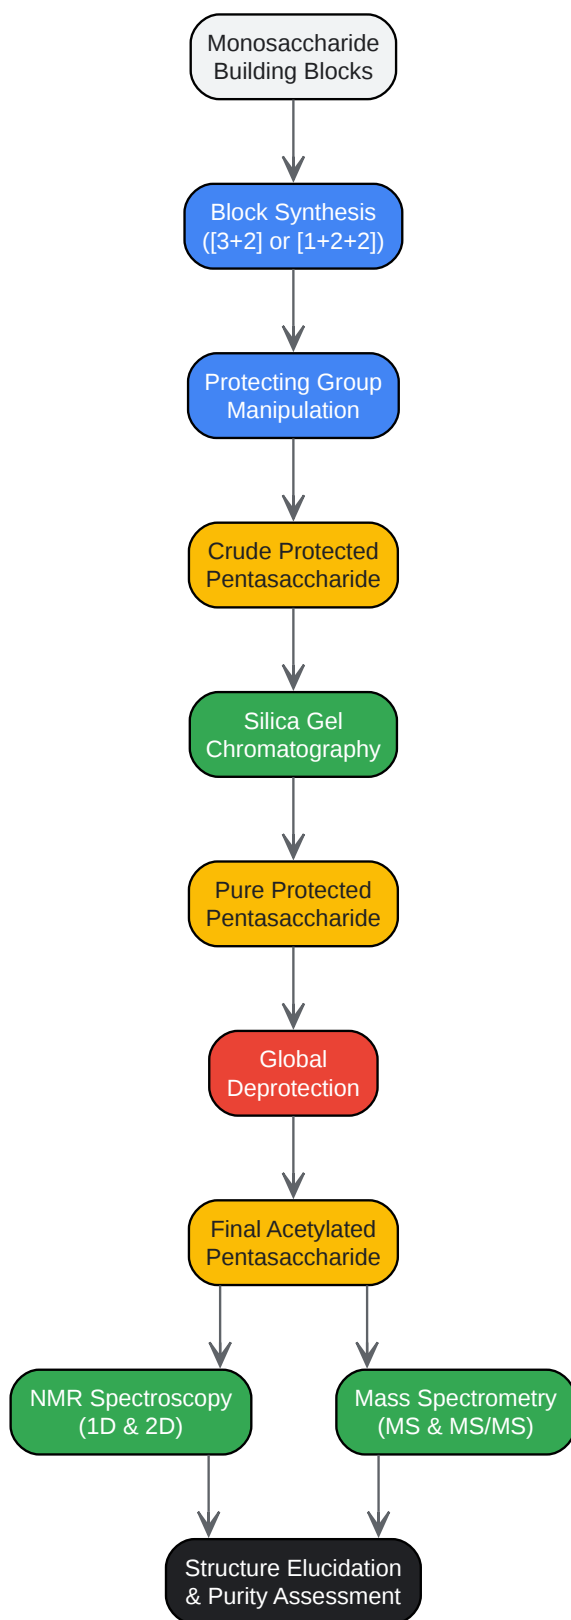 Monosaccharide
Building Blocks
Block Synthesis
([3+2] or [1+2+2])
Protecting Group
Manipulation
Crude Protected
Pentasaccharide
Silica Gel
Chromatography
Pure Protected
Pentasaccharide
Global
Deprotection
Final Acetylated
Pentasaccharide
NMR Spectroscopy
(1D & 2D)
Mass Spectrometry
(MS & MS/MS)
Structure Elucidation
& Purity Assessment